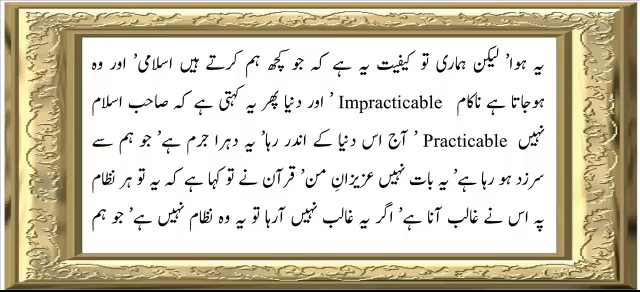 یہ ہوا’ لیکن ہماری تو کیفیت یہ ہے کہ جو کچھ ہم کرتے ہیں اسلامی’ اور وہ
ہوجاتا ہے ناکام Impracticable ’ اور دنیا پھر یہ کہتی ہے کہ صاحب اسلام
نہیں Practicable ’ آج اس دنیا کے اندر رہا’ یہ دہرا جرم ہے’ جو ہم سے
سرزد ہو رہا ہے’ یہ بات نہیں عزیزانِ من’ قرآن نے تو کہا ہے کہ یہ تو ہر نظام
پہ اس نے غالب آنا ہے’ اگر یہ غالب نہیں آرہا تو یہ وہ نظام نہیں ہے’ جو ہم